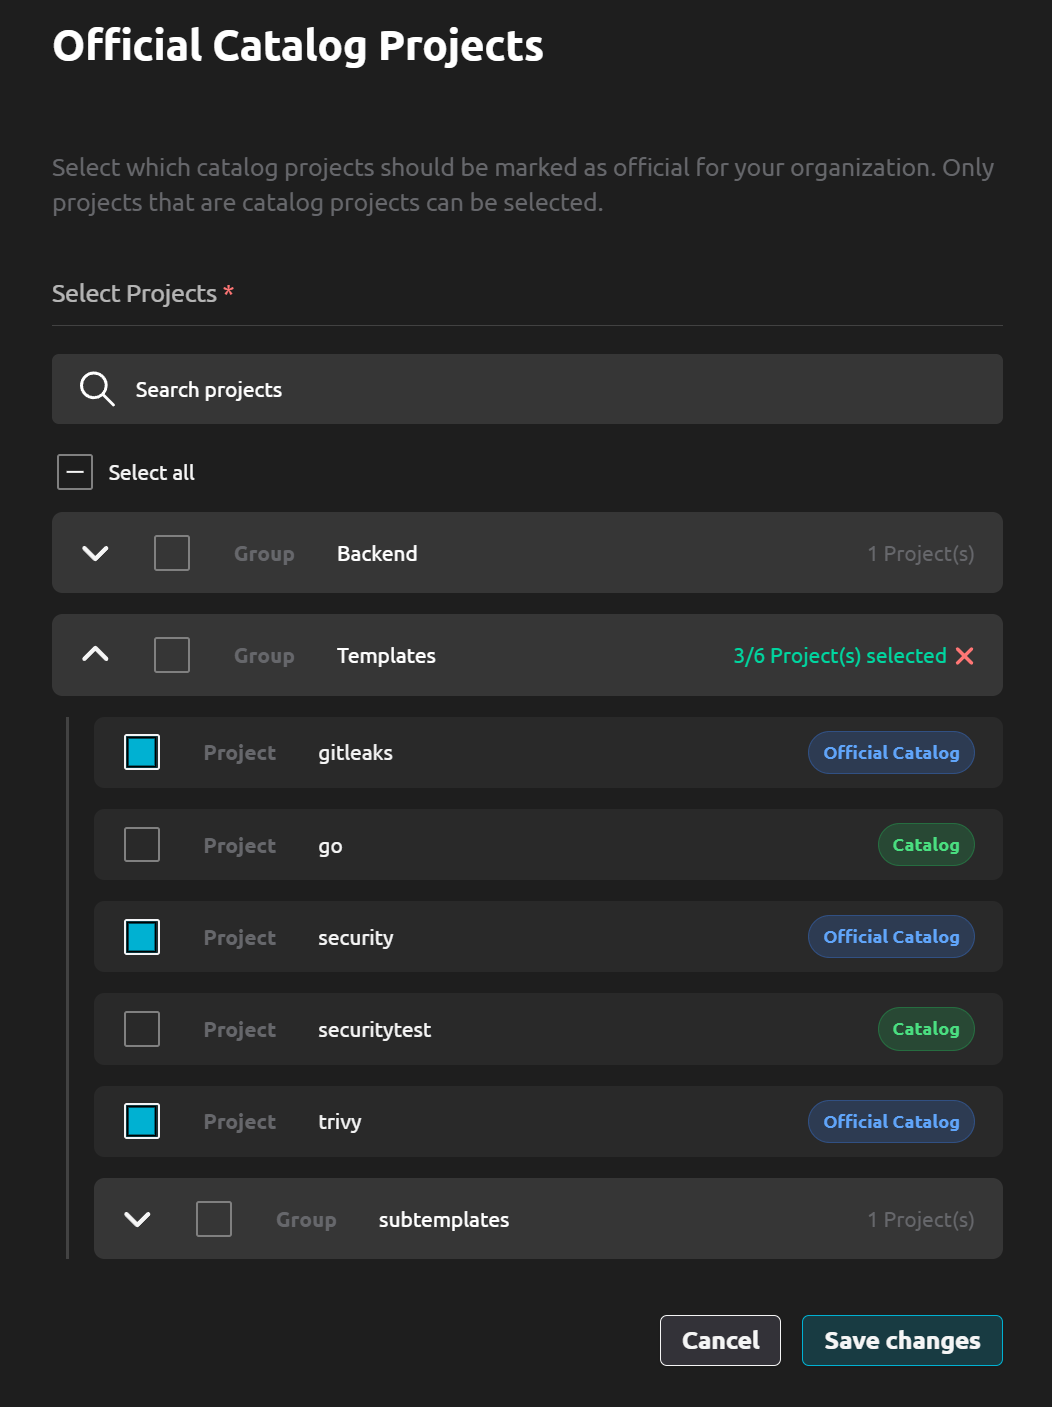 Official Catalog Projects
Select which catalog projects should be marked as official for your organization. Only
projects that are catalog projects can be selected.
Select Projects *
Search projects
Select all
Group Backend 1 Project(s)
Group Templates 3/6 Project(s) selected
Project gitleaks Official Catalog
Project go Catalog
Project security Official Catalog
Project securitytest Catalog
Project trivy Official Catalog
Group subtemplates 1 Project(s)
Cancel Save changes